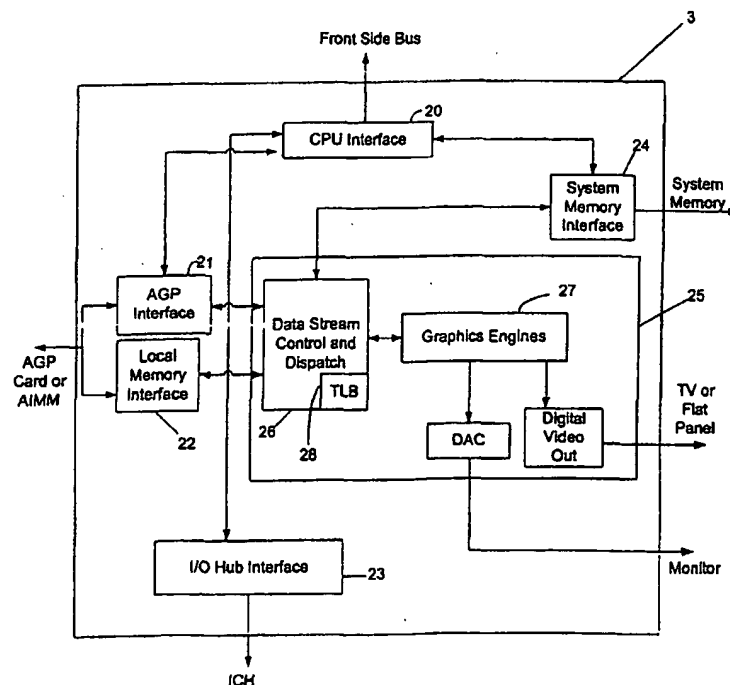 Front Side Bus
3
20
CPU Interface
24
System
Memory
Interface
System
Memory
21
AGP
Interface
Local
Memory
Interface
22
AGP
Card or
AIMM
Data Stream
Control and
Dispatch
TLB
26
28
27
Graphics Engines
25
DAC
Digital
Video
Out
TV or
Flat
Panel
Monitor
I/O Hub Interface
23
ICH